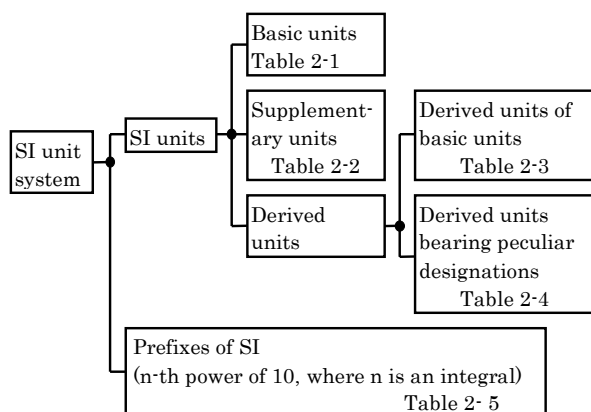 SI unit
system
SI units
Basic units
Table 2-1
Supplement-
ary units
Table 2-2
Derived
units
Derived units of
basic units
Table 2-3
Derived units
bearing peculiar
designations
Table 2-4
Prefixes of SI
(n-th power of 10, where n is an integral)
Table 2- 5